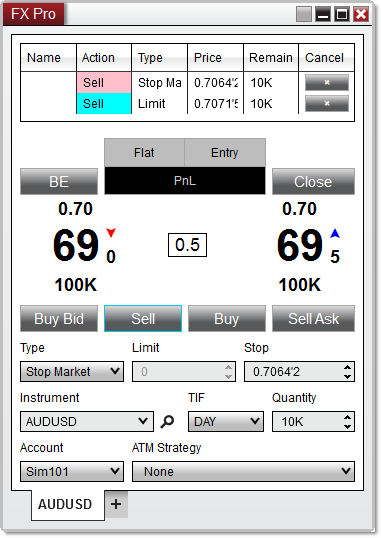 FX Pro
Name Action Type Price Remain Cancel
Sell Stop Ma 0.7064'2 10K
Sell Limit 0.7071'5 10K
Flat Entry
BE PnL Close
0.70 0.70
69 0 0.5 69 5
100K 100K
Buy Bid Sell Buy Sell Ask
Type Limit Stop
Stop Market 0 0.7064'2
Instrument TIF Quantity
AUDUSD DAY 10K
Account ATM Strategy
Sim101 None
AUDUSD +